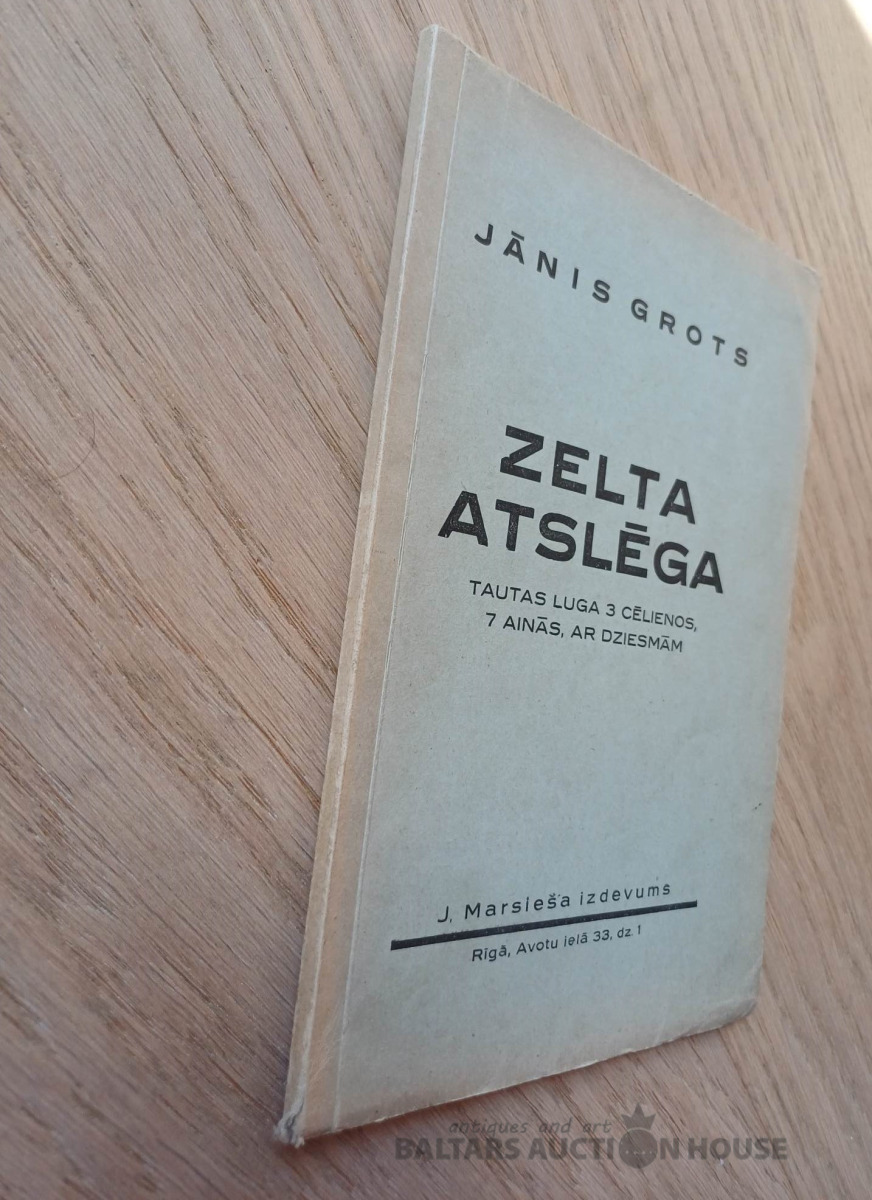 JĀNIS GROTS
ZELTA
ATSLĒGA
TAUTAS LUGA 3 CĒLIENOS,
7 AINĀS, AR DZIESMĀM
J. Marsieša izdevums
Rīgā, Avotu ielā 33, dz. 1
antiques and art
BALTARS AUCTION HOUSE